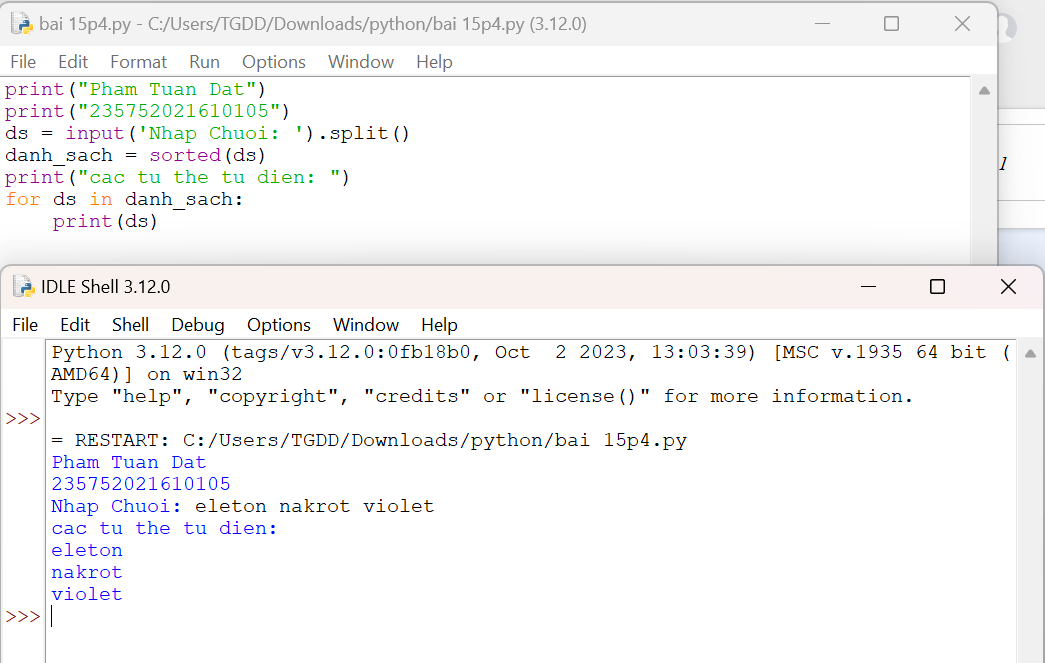 bai 15p4.py - C:/Users/TGDD/Downloads/python/bai 15p4.py (3.12.0)
File Edit Format Run Options Window Help
print("Pham Tuan Dat")
print("235752021610105")
ds = input('Nhap Chuoi: ').split()
danh_sach = sorted(ds)
print("cac tu the tu dien: ")
for ds in danh_sach:
    print(ds)
l
IDLE Shell 3.12.0
File Edit Shell Debug Options Window Help
Python 3.12.0 (tags/v3.12.0:0fb18b0, Oct  2 2023, 13:03:39) [MSC v.1935 64 bit (
AMD64)] on win32
Type "help", "copyright", "credits" or "license()" for more information.
>>>
= RESTART: C:/Users/TGDD/Downloads/python/bai 15p4.py
Pham Tuan Dat
235752021610105
Nhap Chuoi: eleton nakrot violet
cac tu the tu dien:
eleton
nakrot
violet
>>>